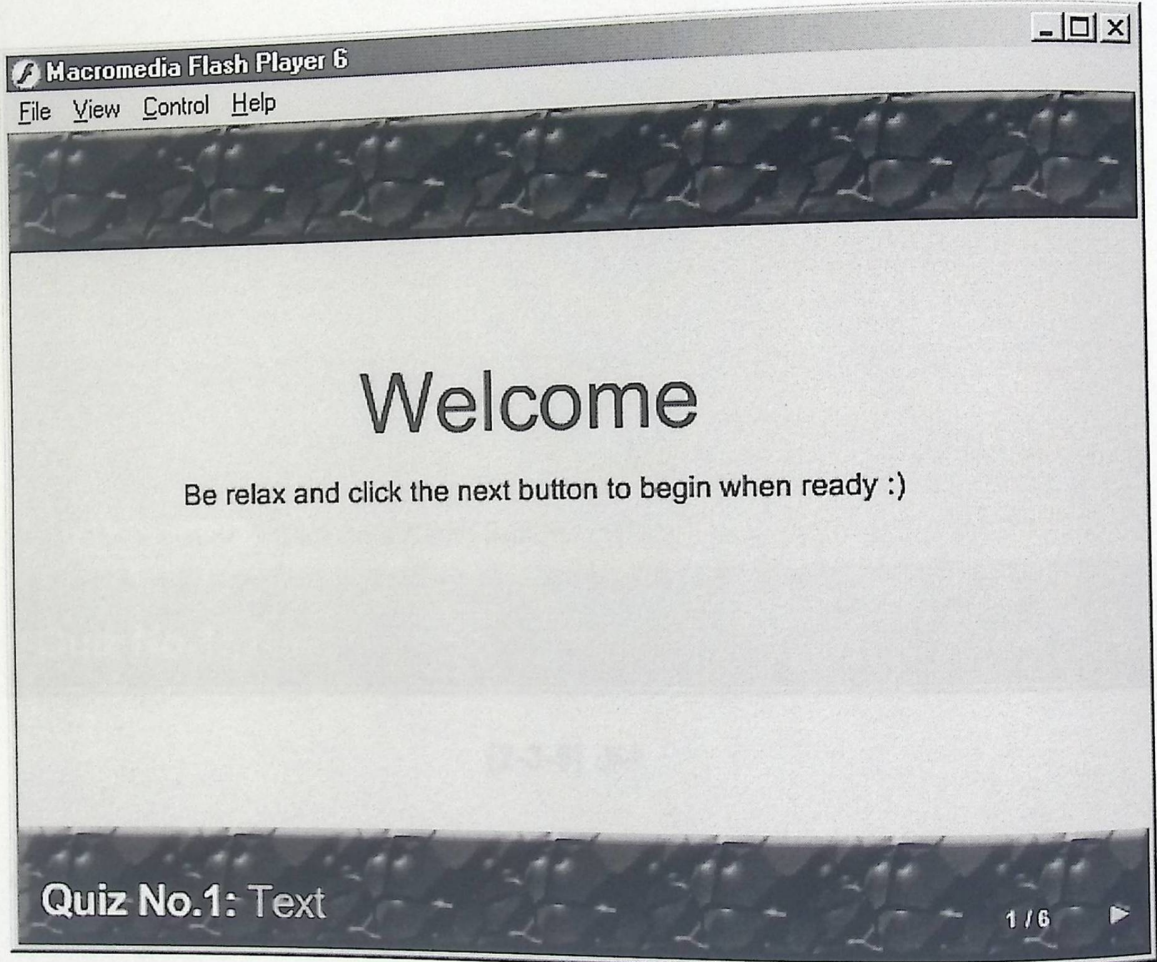 Macromedia Flash Player 6
File View Control Help
Welcome
Be relax and click the next button to begin when ready :)
Quiz No.1: Text
1 / 6